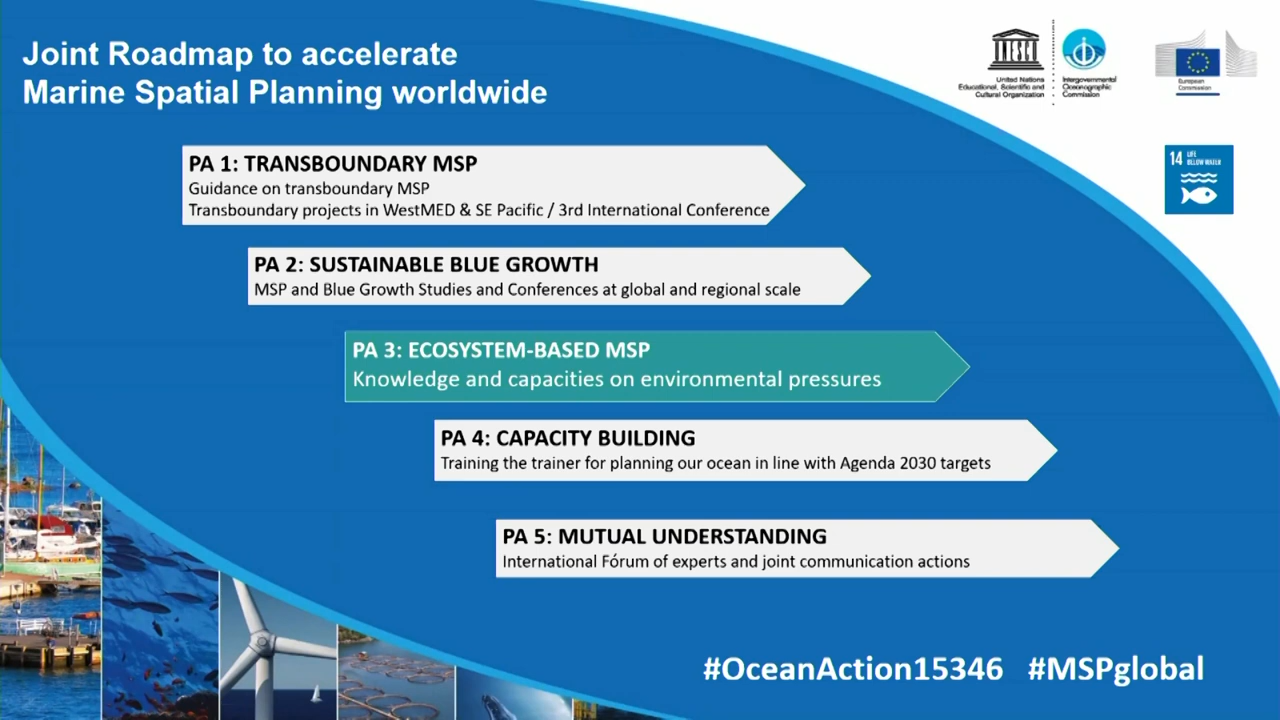 Joint Roadmap to accelerate
Marine Spatial Planning worldwide
United Nations
Educational, Scientific and
Cultural Organization
Intergovernmental
Oceanographic
Commission
European
Commission
14 LIFE
BELOW WATER
PA 1: TRANSBOUNDARY MSP
Guidance on transboundary MSP
Transboundary projects in WestMED & SE Pacific / 3rd International Conference
PA 2: SUSTAINABLE BLUE GROWTH
MSP and Blue Growth Studies and Conferences at global and regional scale
PA 3: ECOSYSTEM-BASED MSP
Knowledge and capacities on environmental pressures
PA 4: CAPACITY BUILDING
Training the trainer for planning our ocean in line with Agenda 2030 targets
PA 5: MUTUAL UNDERSTANDING
International Fórum of experts and joint communication actions
#OceanAction15346 #MSPglobal